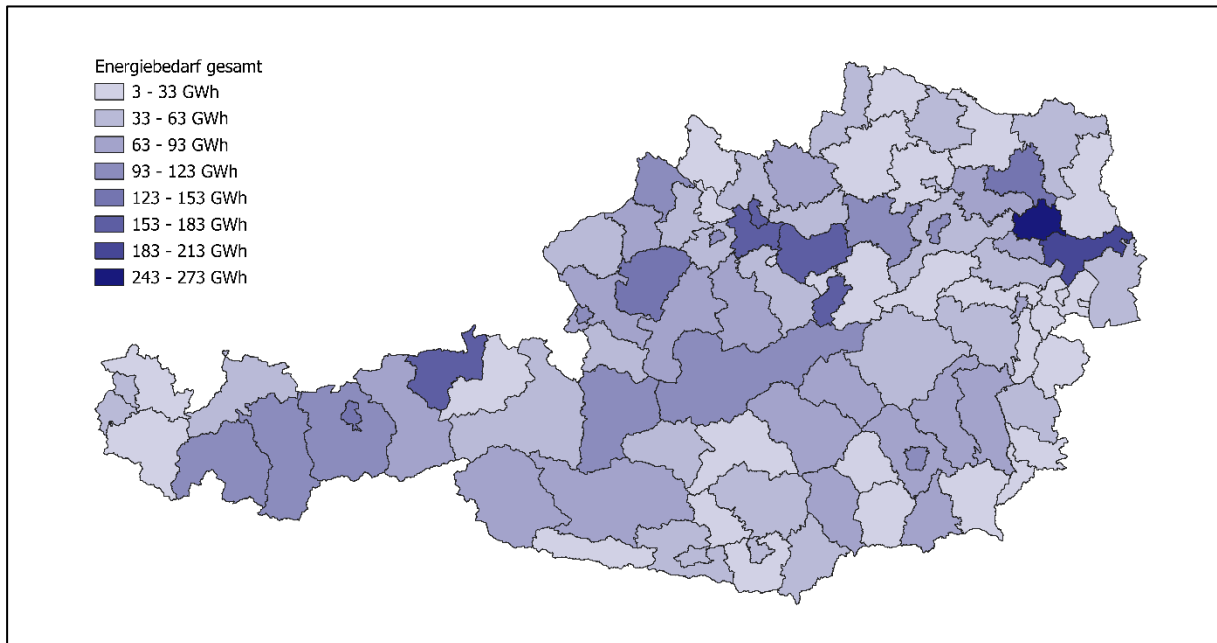 Energiebedarf gesamt
3 - 33 GWh
33 - 63 GWh
63 - 93 GWh
93 - 123 GWh
123 - 153 GWh
153 - 183 GWh
183 - 213 GWh
243 - 273 GWh